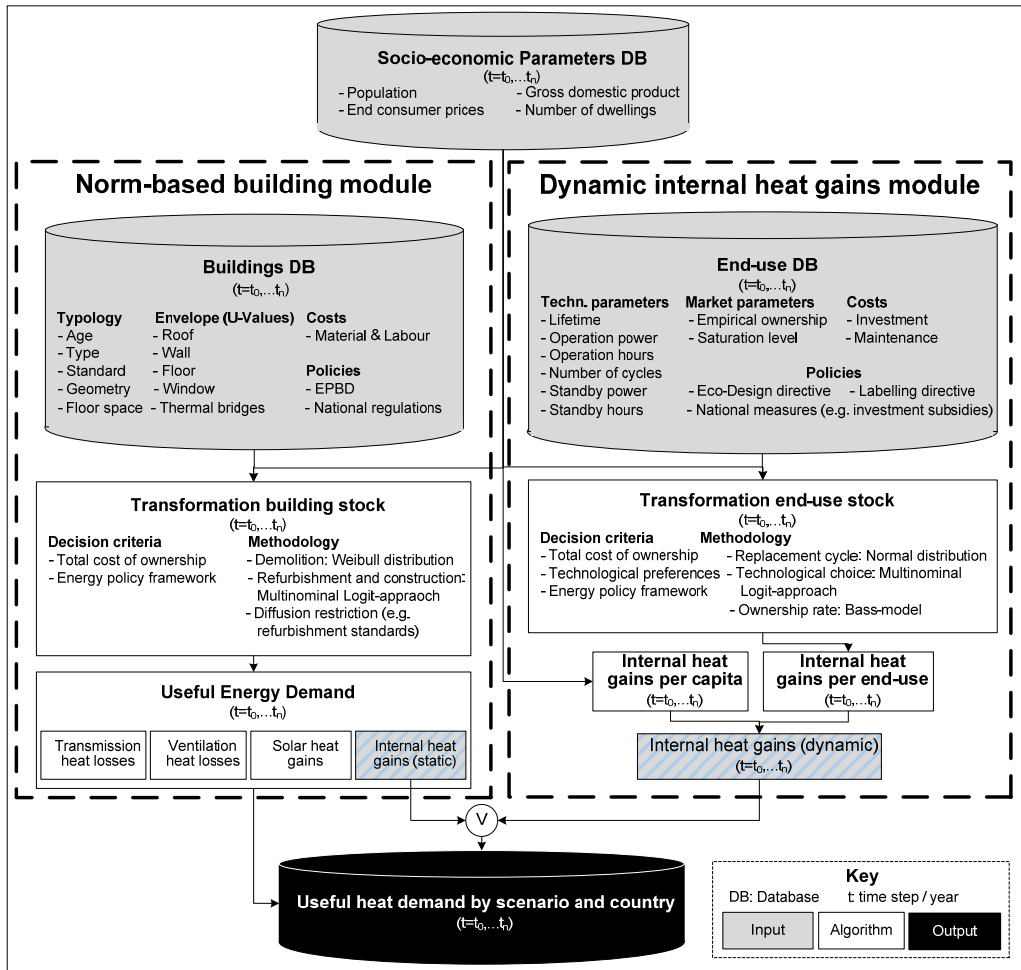 Socio-economic Parameters DB
(t=t0,...tn)
- Population
- Gross domestic product
- End consumer prices
- Number of dwellings
Norm-based building module
Buildings DB
(t=t0,...tn)
Typology
- Age
- Type
- Standard
- Geometry
- Floor space
Envelope (U-Values)
- Roof
- Wall
- Floor
- Window
- Thermal bridges
Costs
- Material & Labour
Policies
- EPBD
- National regulations
Transformation building stock
(t=t0,...tn)
Decision criteria
- Total cost of ownership
- Energy policy framework
Methodology
- Demolition: Weibull distribution
- Refurbishment and construction:
Multinominal Logit-appraoch
- Diffusion restriction (e.g.
refurbishment standards)
Useful Energy Demand
(t=t0,...tn)
Transmission
heat losses
Ventilation
heat losses
Solar heat
gains
Internal heat
gains (static)
Dynamic internal heat gains module
End-use DB
(t=t0,...tn)
Techn. parameters
- Lifetime
- Operation power
- Operation hours
- Number of cycles
- Standby power
- Standby hours
Market parameters
- Empirical ownership
- Saturation level
Costs
- Investment
- Maintenance
Policies
- Eco-Design directive
- Labelling directive
- National measures (e.g. investment subsidies)
Transformation end-use stock
(t=t0,...tn)
Decision criteria
- Total cost of ownership
- Technological preferences
- Energy policy framework
Methodology
- Replacement cycle: Normal distribution
- Technological choice: Multinominal
Logit-approach
- Ownership rate: Bass-model
Internal heat
gains per capita
(t=t0,...tn)
Internal heat
gains per end-use
(t=t0,...tn)
Internal heat gains (dynamic)
(t=t0,...tn)
V
Useful heat demand by scenario and country
(t=t0,...tn)
Key
DB: Database
t: time step / year
Input
Algorithm
Output